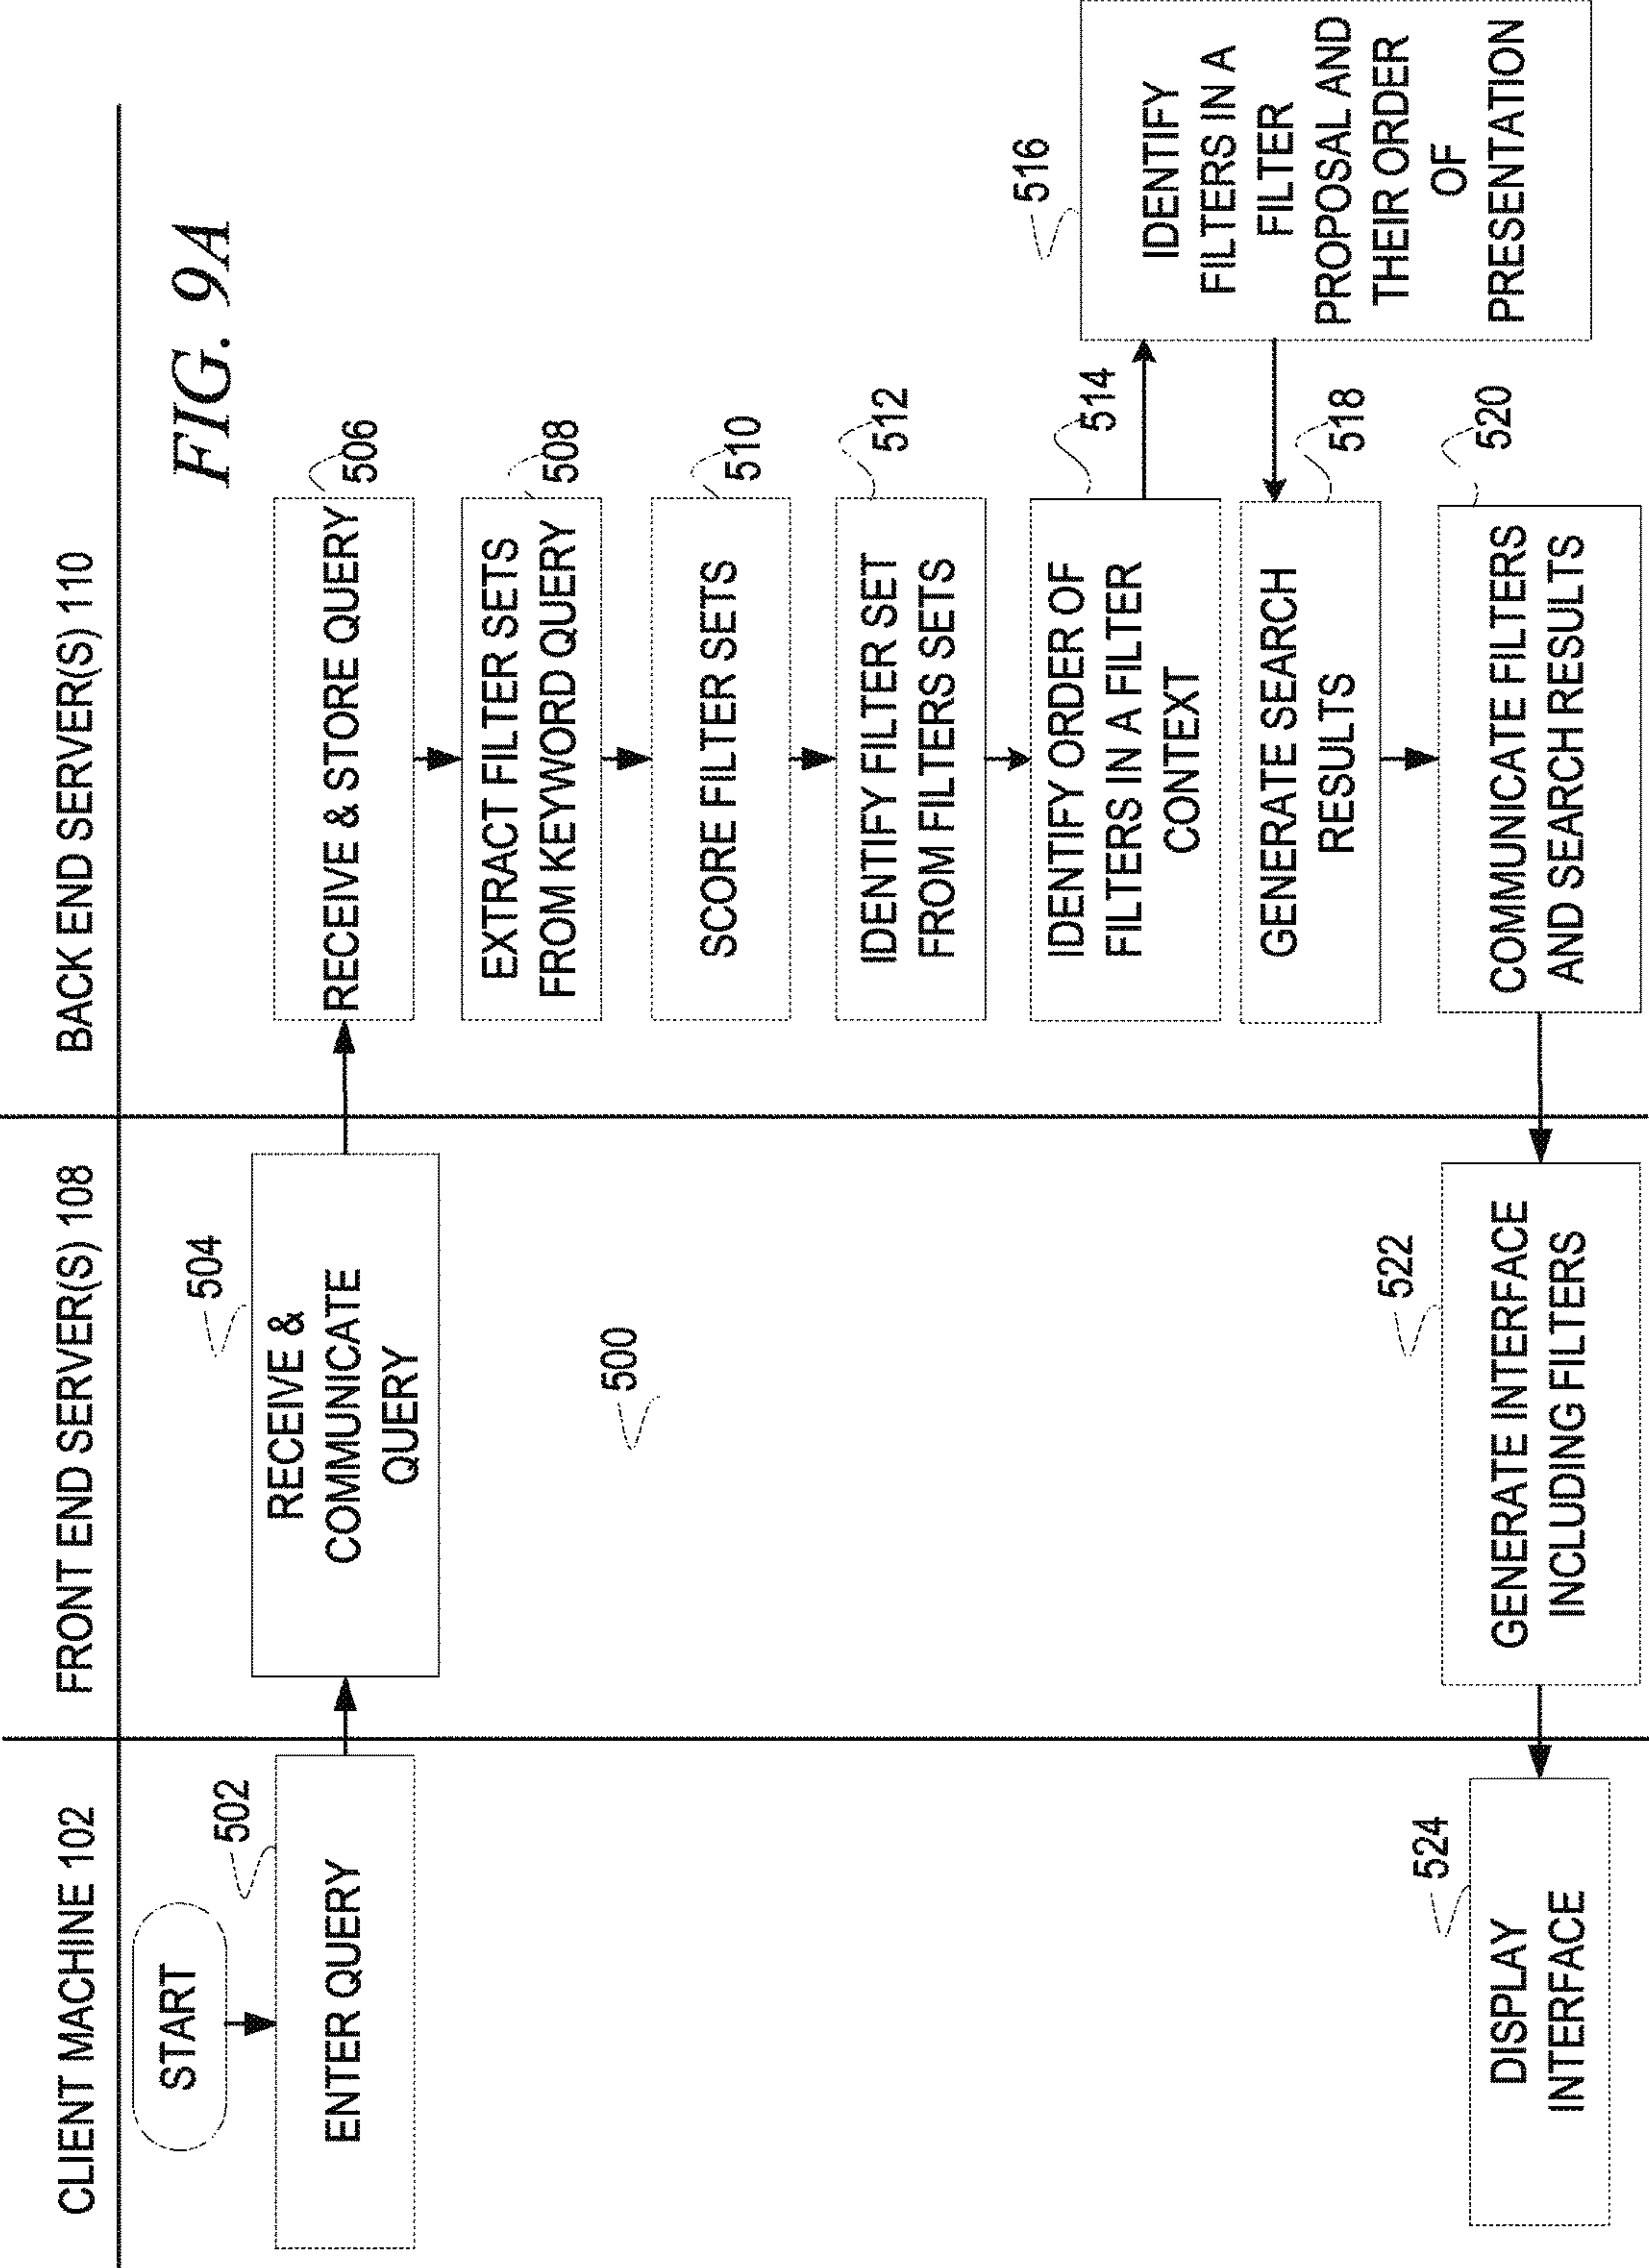 CLIENT MACHINE 102
FRONT END SERVER(S) 108
BACK END SERVER(S) 110
FIG. 9A
START
502
ENTER QUERY
504
RECEIVE &
COMMUNICATE
QUERY
506
RECEIVE & STORE QUERY
508
EXTRACT FILTER SETS
FROM KEYWORD QUERY
510
SCORE FILTER SETS
512
IDENTIFY FILTER SET
FROM FILTERS SETS
514
IDENTIFY ORDER OF
FILTERS IN A FILTER
CONTEXT
516
IDENTIFY
FILTERS IN A
FILTER
PROPOSAL AND
THEIR ORDER
OF
PRESENTATION
518
GENERATE SEARCH
RESULTS
520
COMMUNICATE FILTERS
AND SEARCH RESULTS
500
522
GENERATE INTERFACE
INCLUDING FILTERS
524
DISPLAY
INTERFACE